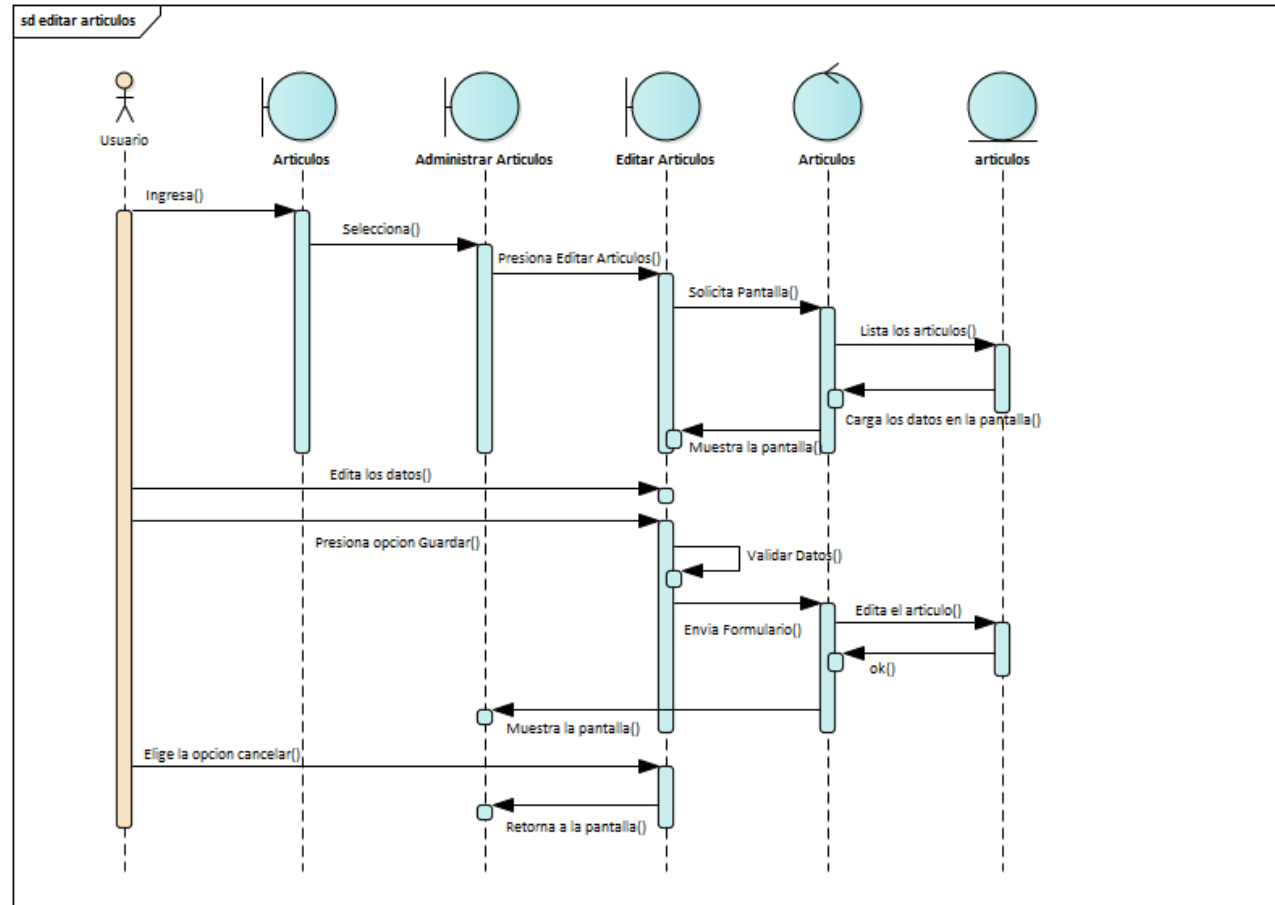 sd editar articulos
Usuario
Articulos
Administrar Articulos
Editar Articulos
Articulos
articulos
Ingresa()
Selecciona()
Presiona Editar Articulos()
Solicita Pantalla()
Lista los articulos()
Carga los datos en la pantalla()
Muestra la pantalla()
Edita los datos()
Presiona opcion Guardar()
Validar Datos()
Envia Formulario()
Edita el articulo()
ok()
Muestra la pantalla()
Elige la opcion cancelar()
Retorna a la pantalla()